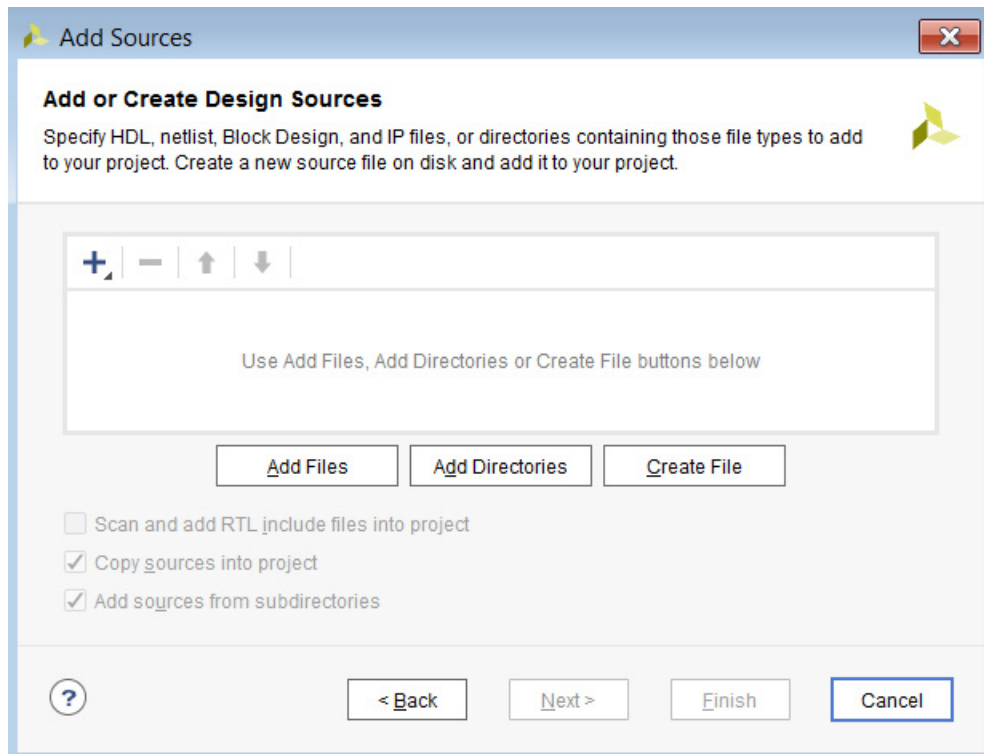 Add Sources
Add or Create Design Sources
Specify HDL, netlist, Block Design, and IP files, or directories containing those file types to add
to your project. Create a new source file on disk and add it to your project.
Use Add Files, Add Directories or Create File buttons below
Add Files Add Directories Create File
Scan and add RTL include files into project
Copy sources into project
Add sources from subdirectories
? < Back Next > Finish Cancel